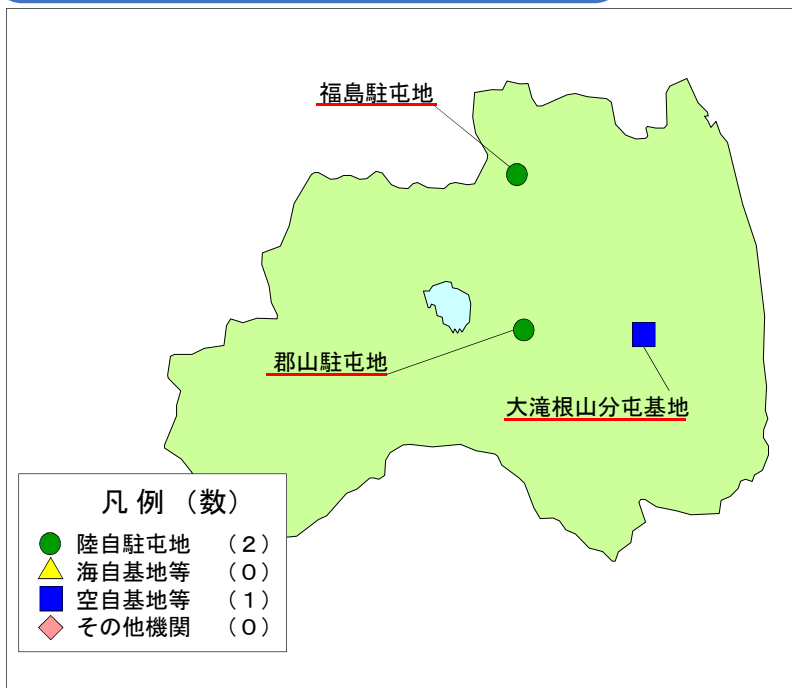 福島駐屯地
郡山駐屯地
大滝根山分屯基地
凡例（数）
陸自駐屯地 （２）
海自基地等 （０）
空自基地等 （１）
その他機関 （０）